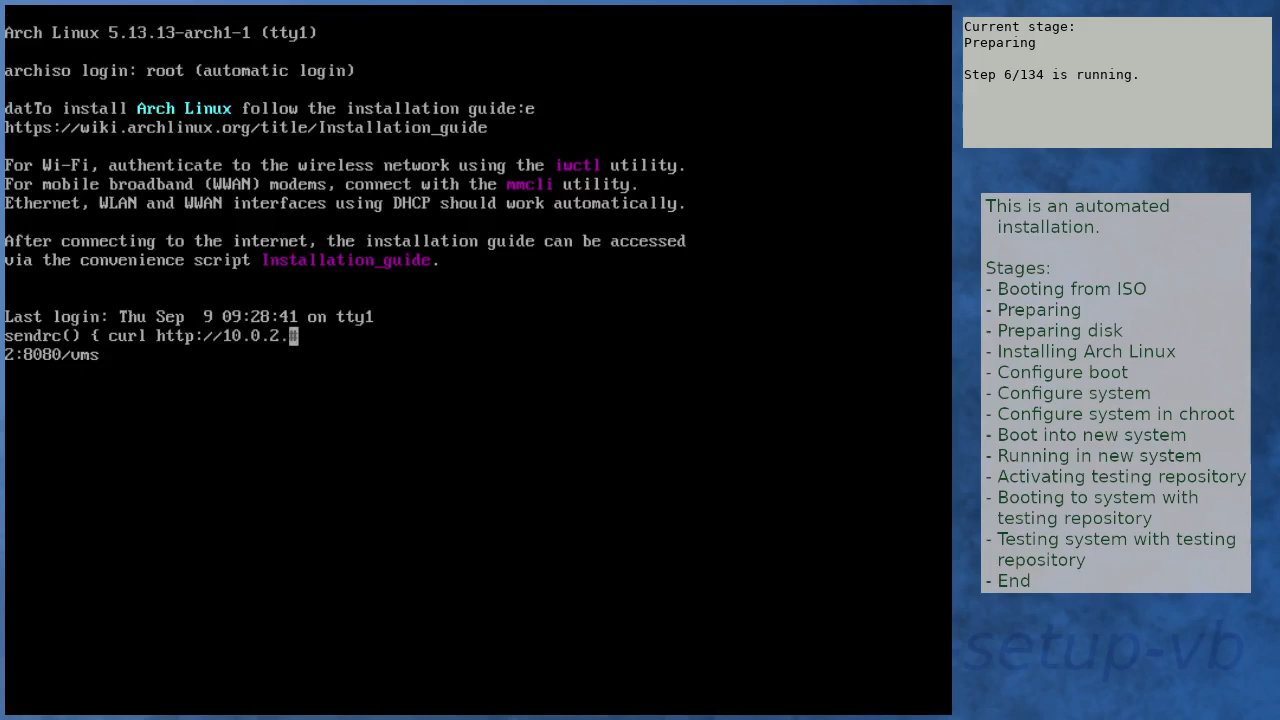 Arch Linux 5.13.13-arch1-1 (tty1)
archiso login: root (automatic login)
datTo install Arch Linux follow the installation guide:e
https://wiki.archlinux.org/title/Installation_guide
For Wi-Fi, authenticate to the wireless network using the iwctl utility.
For mobile broadband (WWAN) modems, connect with the mmcli utility.
Ethernet, WLAN and WWAN interfaces using DHCP should work automatically.
After connecting to the internet, the installation guide can be accessed
via the convenience script Installation_guide.
Last login: Thu Sep  9 09:28:41 on tty1
sendrc() { curl http://10.0.2.
2:8080/vms
Current stage:
Preparing
Step 6/134 is running.
This is an automated
installation.
Stages:
- Booting from ISO
- Preparing
- Preparing disk
- Installing Arch Linux
- Configure boot
- Configure system
- Configure system in chroot
- Boot into new system
- Running in new system
- Activating testing repository
- Booting to system with
testing repository
- Testing system with testing
repository
- End
setup-vb